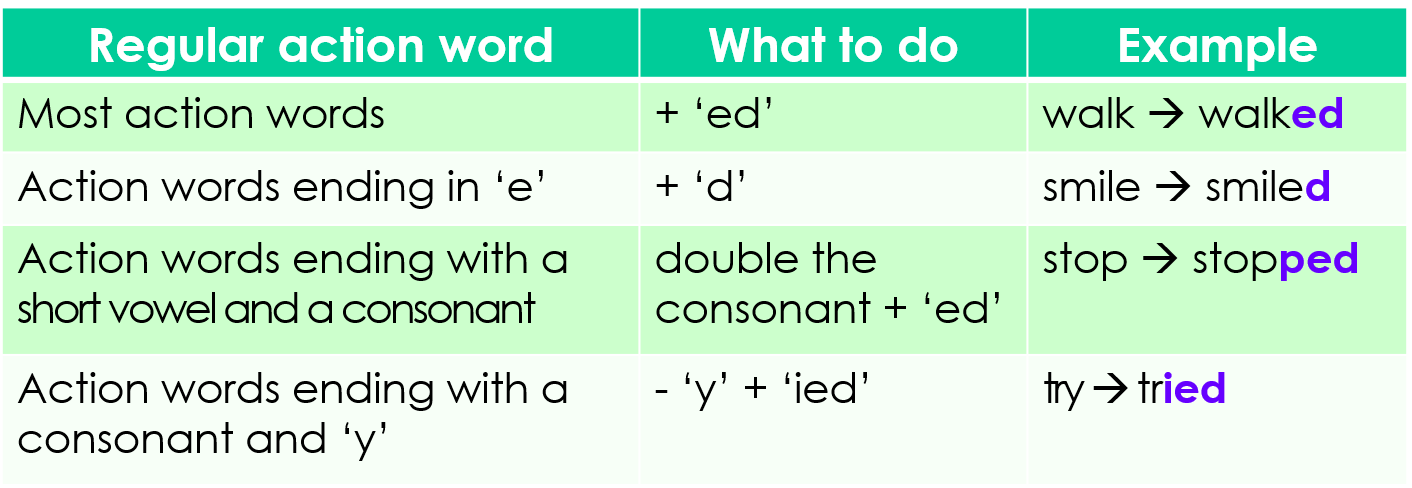 Regular action word What to do Example
Most action words + ‘ed’ walk → walked
Action words ending in ‘e’ + ‘d’ smile → smiled
Action words ending with a double the stop → stopped
short vowel and a consonant consonant + ‘ed’
Action words ending with a - ‘y’ + ‘ied’ try → tried
consonant and ‘y’